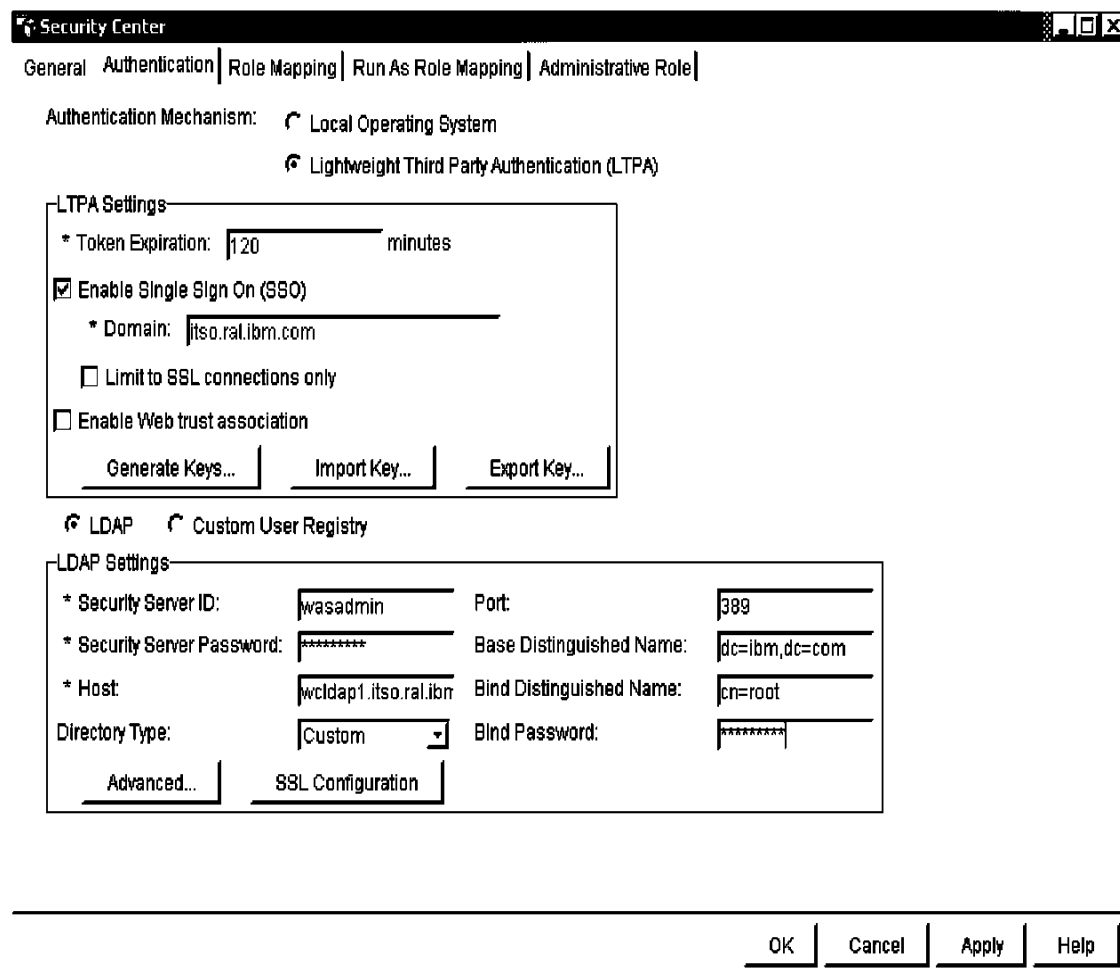 Security Center
General Authentication Role Mapping Run As Role Mapping Administrative Role
Authentication Mechanism: Local Operating System
Lightweight Third Party Authentication (LTPA)
LTPA Settings
* Token Expiration: 120 minutes
Enable Single Sign On (SSO)
* Domain: itso.ral.ibm.com
Limit to SSL connections only
Enable Web trust association
Generate Keys... Import Key... Export Key...
LDAP Custom User Registry
LDAP Settings
* Security Server ID: wasadmin Port: 389
* Security Server Password: ********* Base Distinguished Name: dc=ibm,dc=com
* Host: wcldap1.itso.ral.ibm Bind Distinguished Name: cn=root
Directory Type: Custom Bind Password: *********
Advanced... SSL Configuration
OK Cancel Apply Help